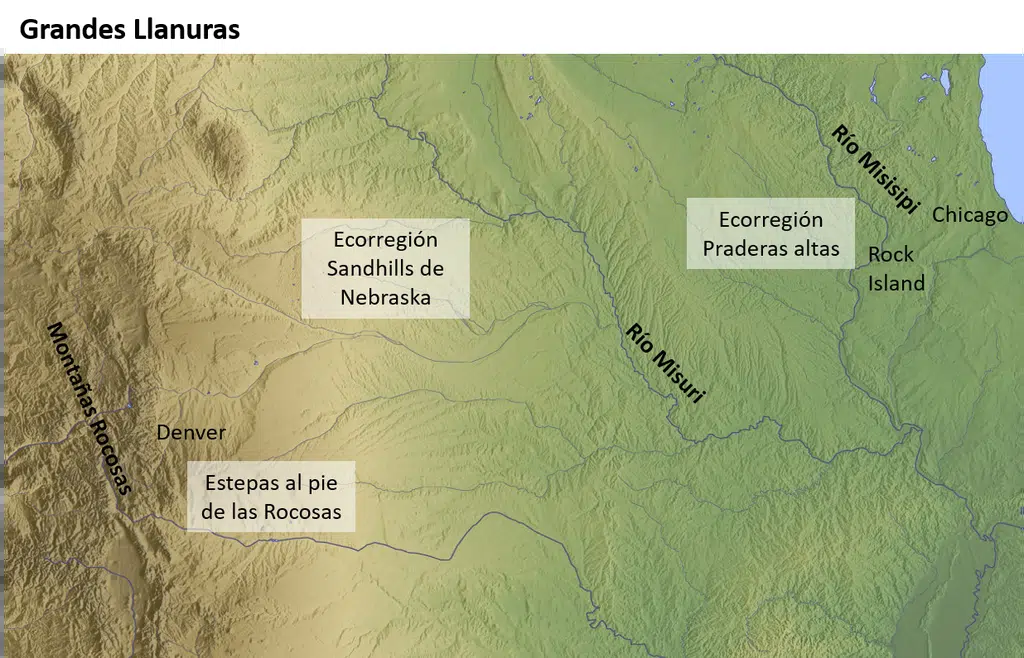 Grandes Llanuras
Río Misisipi
Chicago
Ecorregión
Praderas altas
Ecorregión
Sandhills de
Nebraska
Rock
Island
Río Misuri
Montañas Rocosas
Denver
Estepas al pie
de las Rocosas